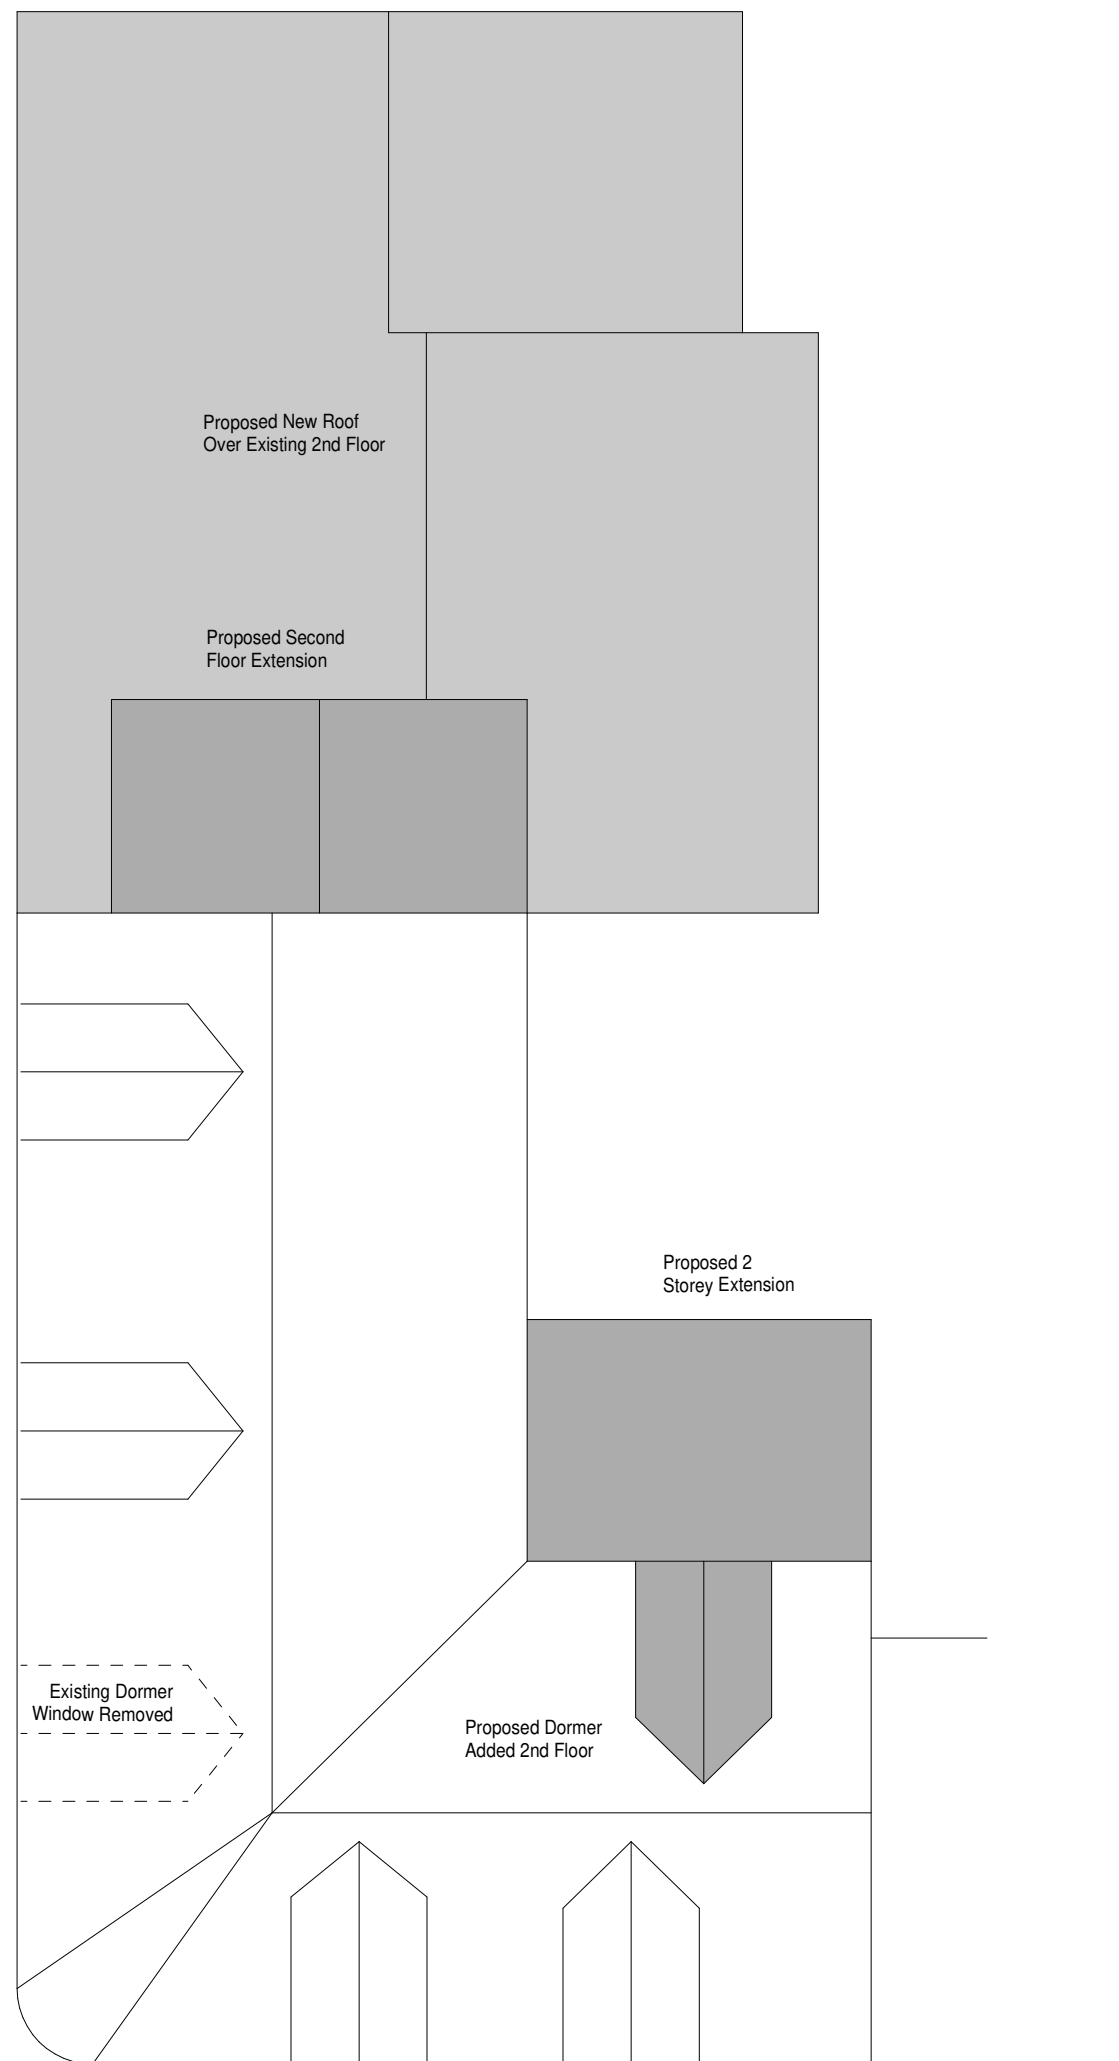 Proposed New Roof
Over Existing 2nd Floor
Proposed Second
Floor Extension
Proposed 2
Storey Extension
Existing Dormer
Window Removed
Proposed Dormer
Added 2nd Floor